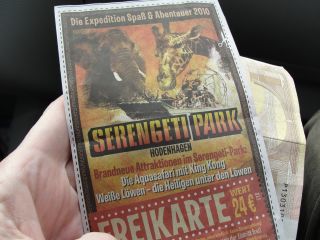 Die Expedition Spaß & Abenteuer 2010
SERENGETI PARK
HODENHAGEN
Brandneue Attraktionen im Serengeti-Park:
Die Aquasafari mit King Kong
Weiße Löwen - die Heiligen unter den Löwen
FREIKARTE
WERT
24 €